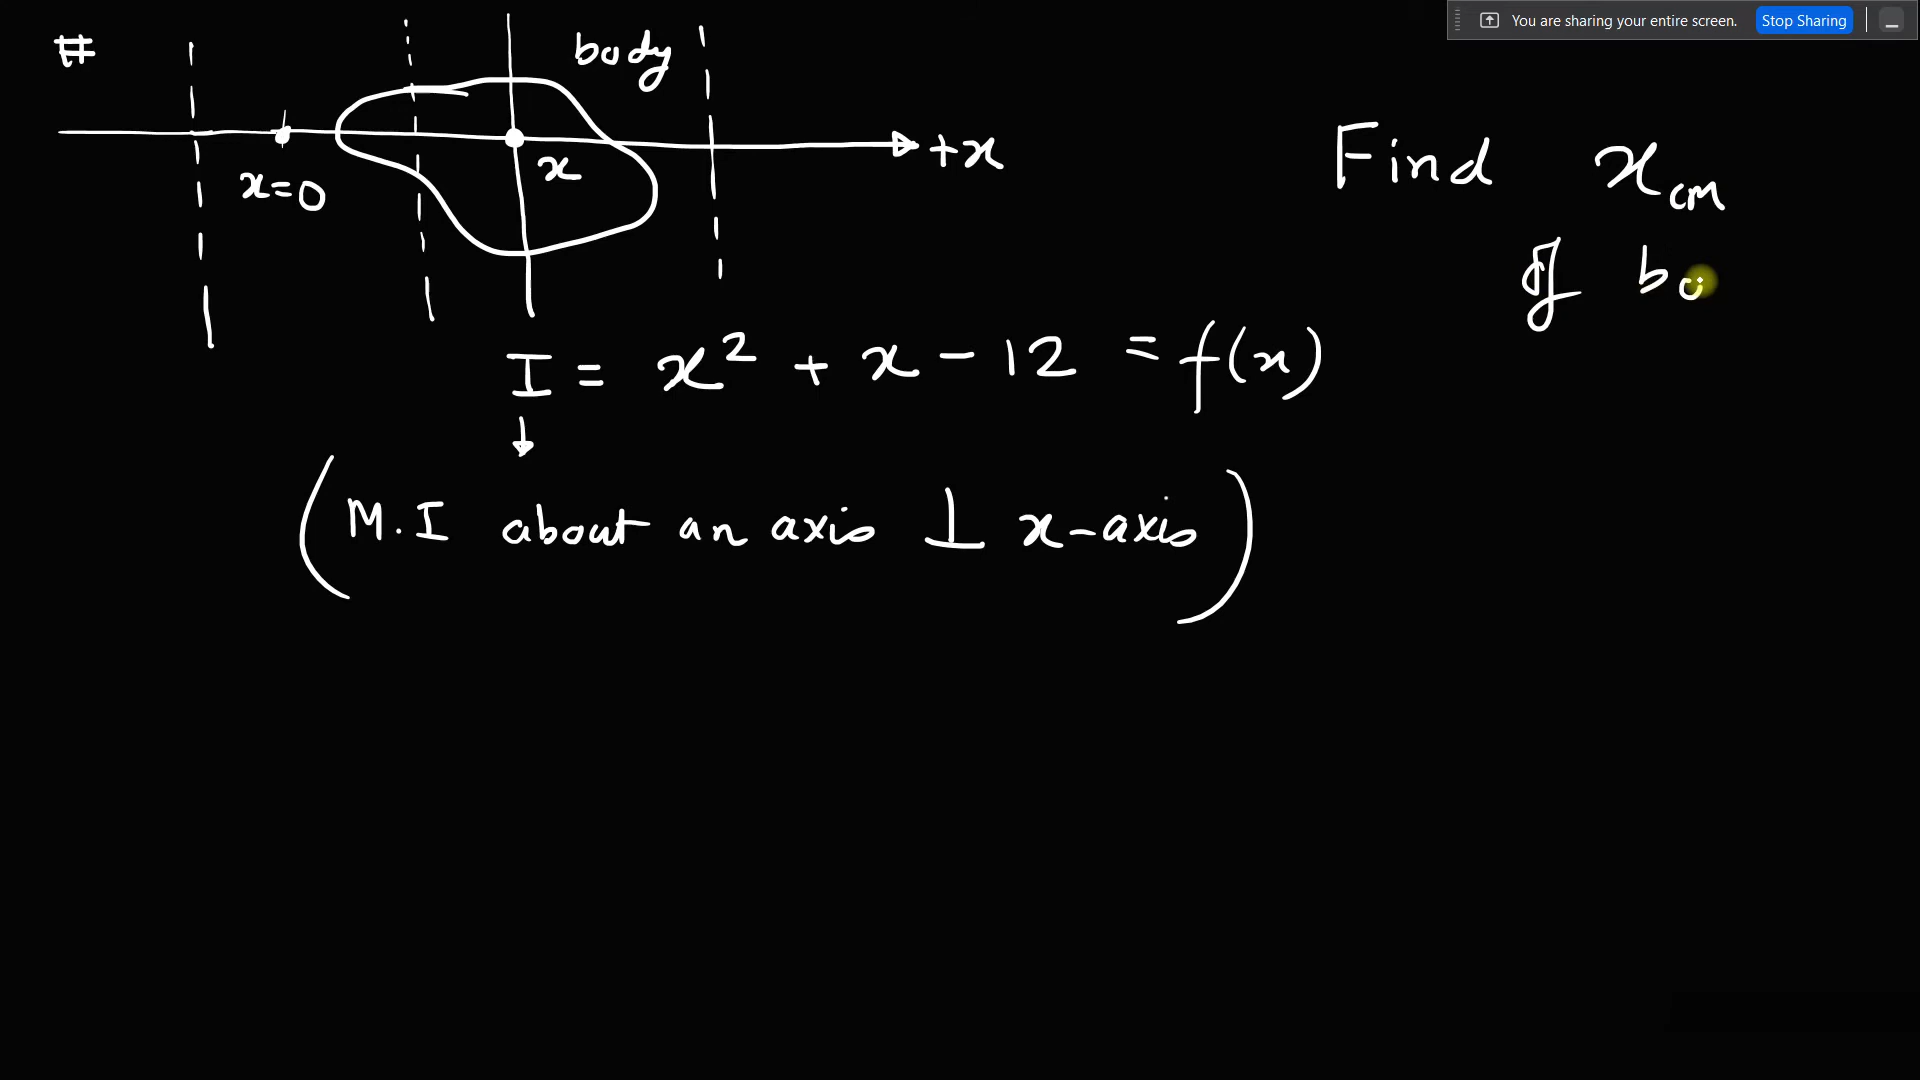 You are sharing your entire screen. Stop Sharing
# body
+x
x=0
x
Find x_cm
of bo
I = x² + x - 12 = f(x)
(M.I about an axis ⊥ x-axis)